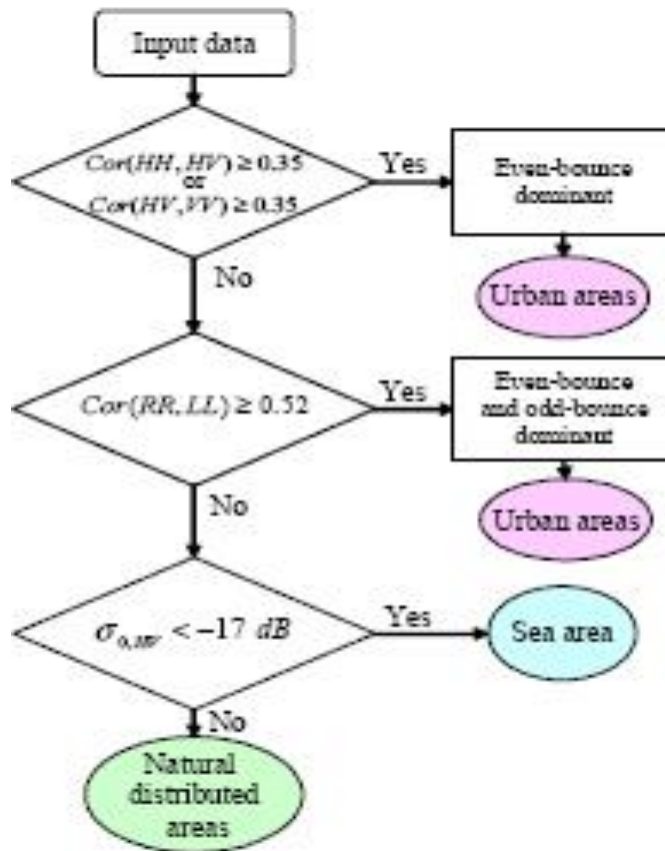 Input data
Cor(HH,HV) ≥ 0.35
or
Cor(HV,VV) ≥ 0.35
Yes
Even-bounce
dominant
Urban areas
No
Cor(RR,LL) ≥ 0.52
Yes
Even-bounce
and odd-bounce
dominant
Urban areas
No
σ0,HV < −17 dB
Yes
Sea area
No
Natural
distributed
areas